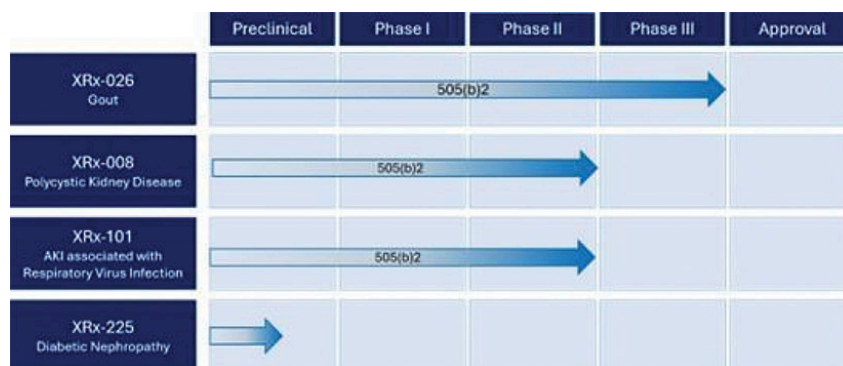 Preclinical Phase I Phase II Phase III Approval
XRx-026
Gout
505(b)2
XRx-008
Polycystic Kidney Disease
505(b)2
XRx-101
AKI associated with
Respiratory Virus Infection
505(b)2
XRx-225
Diabetic Nephropathy